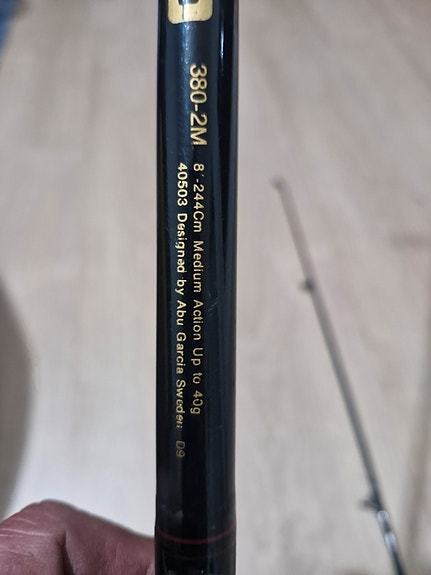 380-2M
8'-244Cm Medium Action Up to 40g
40503 Designed by Abu Garcia Sweden D9